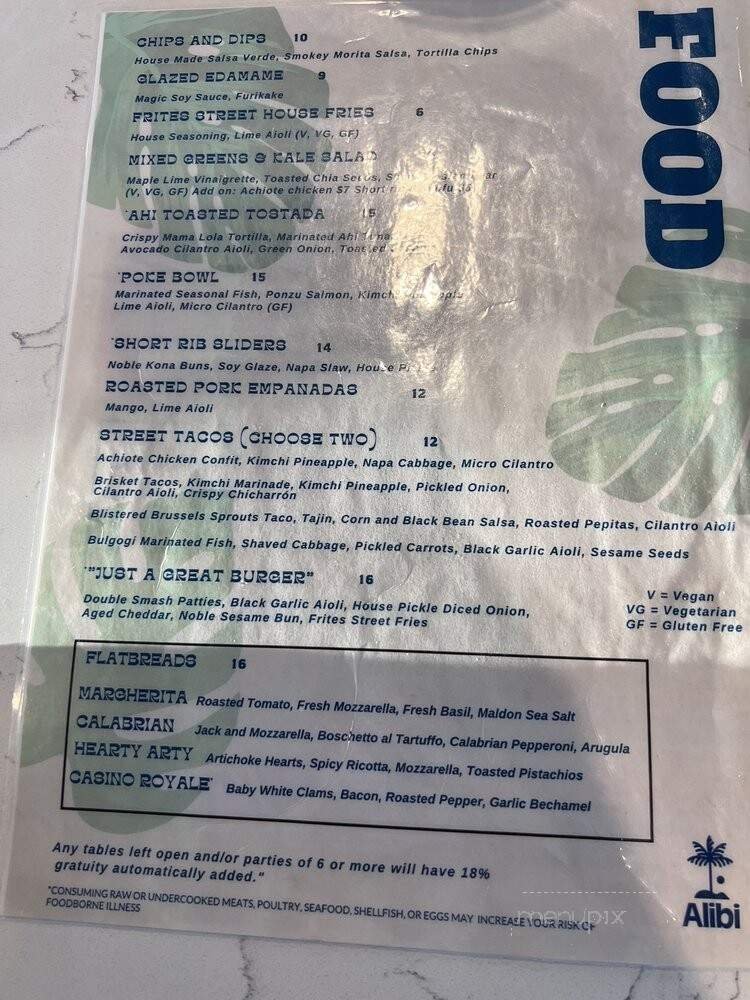 FOOD
CHIPS AND DIPS 10
House Made Salsa Verde, Smokey Morita Salsa, Tortilla Chips
GLAZED EDAMAME 9
Magic Soy Sauce, Furikake
FRITES STREET HOUSE FRIES 6
House Seasoning, Lime Aioli (V, VG, GF)
MIXED GREENS & KALE SALAD
Maple Lime Vinaigrette, Toasted Chia Seeds,
(V, VG, GF) Add on: Achiote chicken $7 Short
*AHI TOASTED TOSTADA 15
Crispy Mama Lola Tortilla, Marinated Ahi Tuna
Avocado Cilantro Aioli, Green Onion, Toasted
*POKE BOWL 15
Marinated Seasonal Fish, Ponzu Salmon, Kimchi Pineapple
Lime Aioli, Micro Cilantro (GF)
*SHORT RIB SLIDERS 14
Noble Kona Buns, Soy Glaze, Napa Slaw, House
ROASTED PORK EMPANADAS 12
Mango, Lime Aioli
STREET TACOS (CHOOSE TWO) 12
Achiote Chicken Confit, Kimchi Pineapple, Napa Cabbage, Micro Cilantro
Brisket Tacos, Kimchi Marinade, Kimchi Pineapple, Pickled Onion,
Cilantro Aioli, Crispy Chicharrón
Blistered Brussels Sprouts Taco, Tajin, Corn and Black Bean Salsa, Roasted Pepitas, Cilantro Aioli
Bulgogi Marinated Fish, Shaved Cabbage, Pickled Carrots, Black Garlic Aioli, Sesame Seeds
*"JUST A GREAT BURGER" 16
Double Smash Patties, Black Garlic Aioli, House Pickle Diced Onion,
Aged Cheddar, Noble Sesame Bun, Frites Street Fries
V = Vegan
VG = Vegetarian
GF = Gluten Free
FLATBREADS 16
MARGHERITA Roasted Tomato, Fresh Mozzarella, Fresh Basil, Maldon Sea Salt
CALABRIAN Jack and Mozzarella, Boschetto al Tartuffo, Calabrian Pepperoni, Arugula
HEARTY ARTY Artichoke Hearts, Spicy Ricotta, Mozzarella, Toasted Pistachios
CASINO ROYALE* Baby White Clams, Bacon, Roasted Pepper, Garlic Bechamel
Any tables left open and/or parties of 6 or more will have 18%
gratuity automatically added."
*CONSUMING RAW OR UNDERCOOKED MEATS, POULTRY, SEAFOOD, SHELLFISH, OR EGGS MAY INCREASE YOUR RISK OF
FOODBORNE ILLNESS
menupix
Alibi